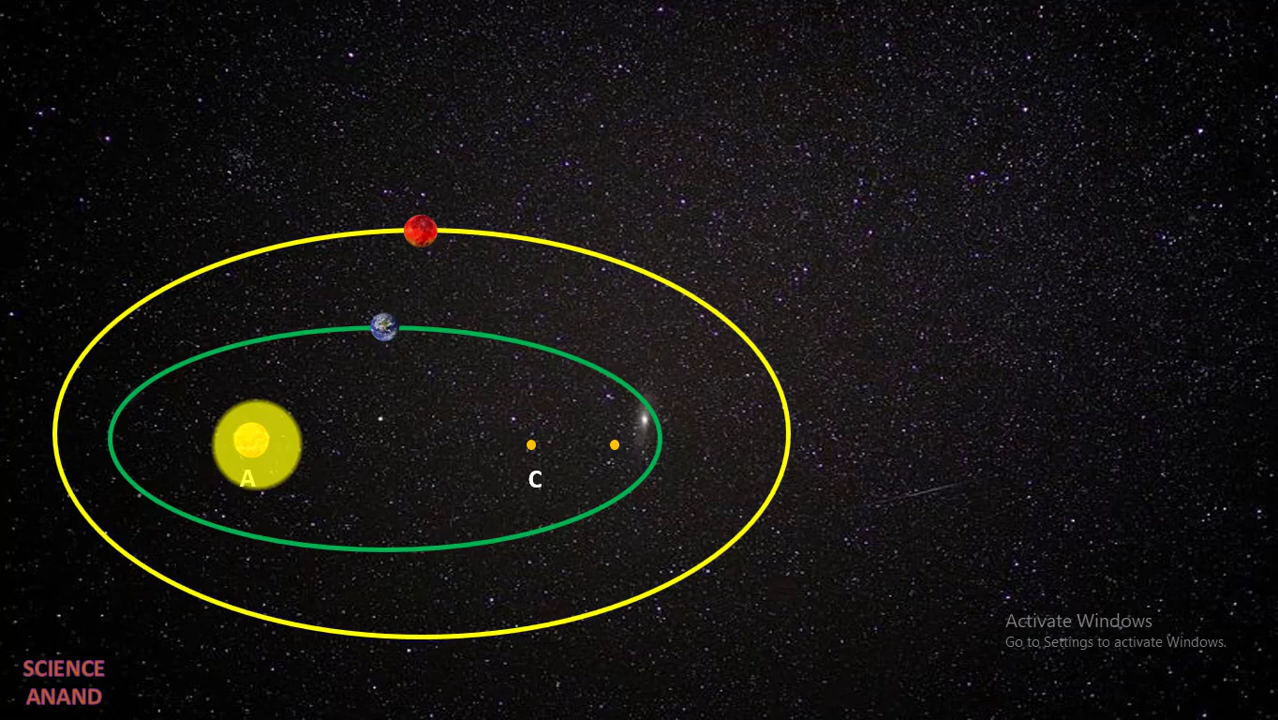 A
C
Activate Windows
Go to Settings to activate Windows.
SCIENCE
ANAND